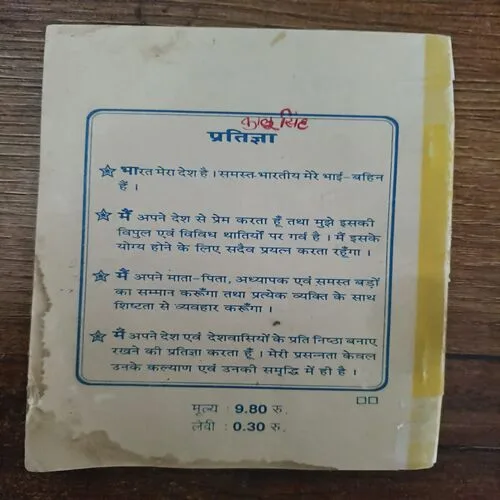 कालू सिंह
प्रतिज्ञा
भारत मेरा देश है । समस्त भारतीय मेरे भाई-बहिन
हैं ।
मैं अपने देश से प्रेम करता हूँ तथा मुझे इसकी
विपुल एवं विविध थातियों पर गर्व है । मैं इसके
योग्य होने के लिए सदैव प्रयत्न करता रहूँगा ।
मैं अपने माता-पिता, अध्यापक एवं समस्त बड़ों
का सम्मान करूँगा तथा प्रत्येक व्यक्ति के साथ
शिष्टता से व्यवहार करूँगा ।
मैं अपने देश एवं देशवासियों के प्रति निष्ठा बनाए
रखने की प्रतिज्ञा करता हूँ । मेरी प्रसन्नता केवल
उनके कल्याण एवं उनकी समृद्धि में ही है ।
मूल्य : 9.80 रु.
लेवी : 0.30 रु.